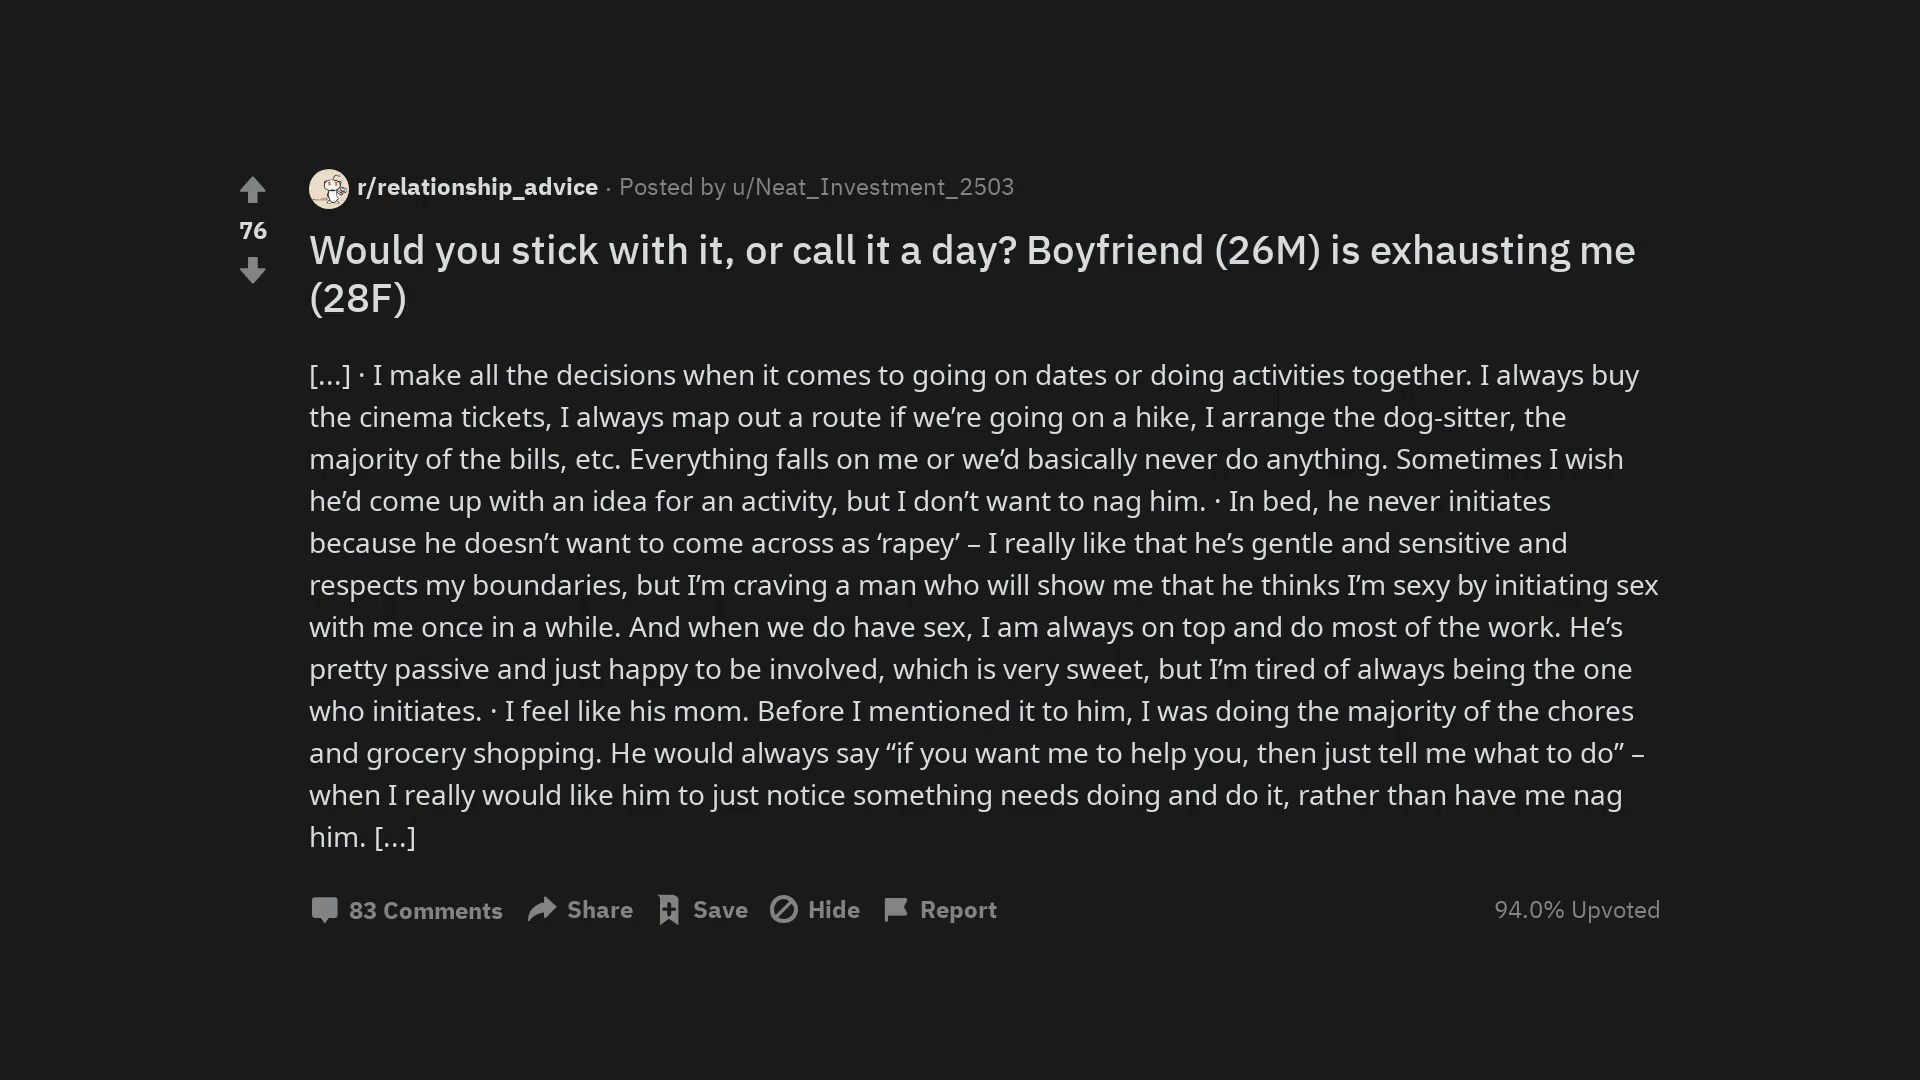 r/relationship_advice · Posted by u/Neat_Investment_2503
76
Would you stick with it, or call it a day? Boyfriend (26M) is exhausting me
(28F)
[...] · I make all the decisions when it comes to going on dates or doing activities together. I always buy
the cinema tickets, I always map out a route if we’re going on a hike, I arrange the dog-sitter, the
majority of the bills, etc. Everything falls on me or we’d basically never do anything. Sometimes I wish
he’d come up with an idea for an activity, but I don’t want to nag him. · In bed, he never initiates
because he doesn’t want to come across as ‘rapey’ – I really like that he’s gentle and sensitive and
respects my boundaries, but I’m craving a man who will show me that he thinks I’m sexy by initiating sex
with me once in a while. And when we do have sex, I am always on top and do most of the work. He’s
pretty passive and just happy to be involved, which is very sweet, but I’m tired of always being the one
who initiates. · I feel like his mom. Before I mentioned it to him, I was doing the majority of the chores
and grocery shopping. He would always say “if you want me to help you, then just tell me what to do” –
when I really would like him to just notice something needs doing and do it, rather than have me nag
him. [...]
83 Comments Share Save Hide Report 94.0% Upvoted